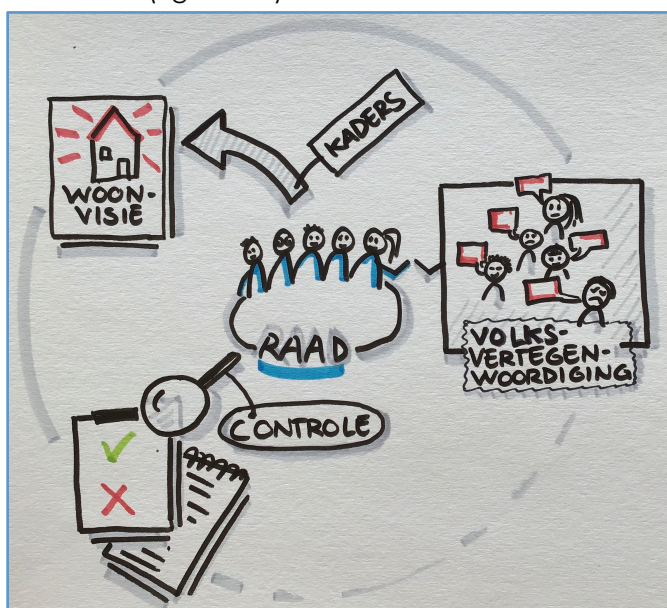 KADERS
WOON-
VISIE
RAAD
VOLKS-
VERTEGEN-
WOORDIGING
CONTROLE